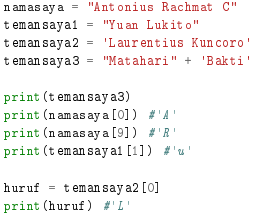 namasaya = "Antonius Rachmat C"
temansaya1 = "Yuan Lukito"
temansaya2 = 'Laurentius Kuncoro'
temansaya3 = "Matahari" + 'Bakti'
print(temansaya3)
print(namasaya[0]) #'A'
print(namasaya[9]) #'R'
print(temansaya1[1]) #'u'
huruf = temansaya2[0]
print(huruf) #'L'